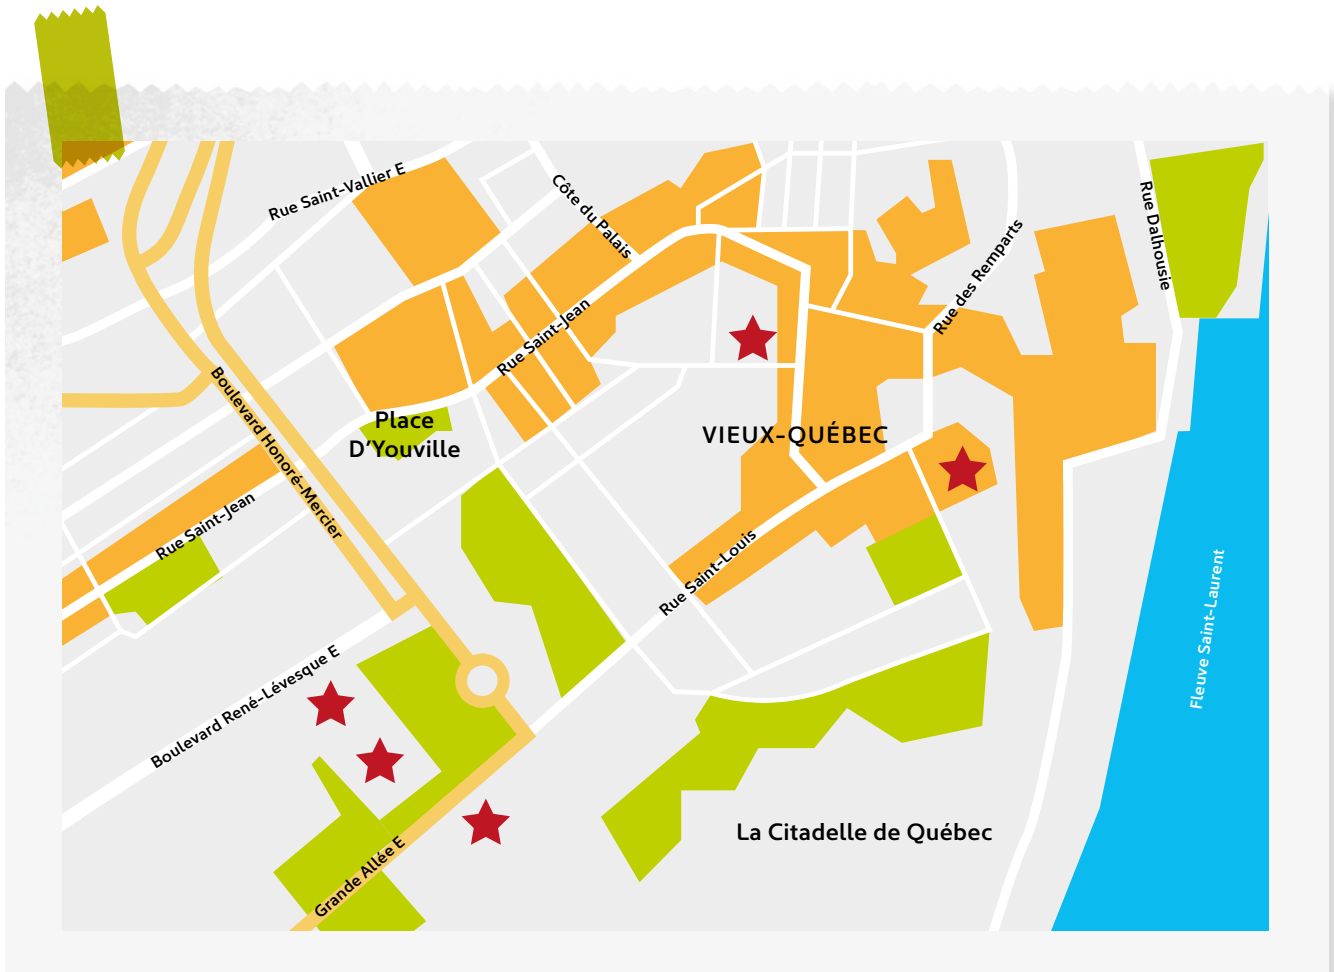 Rue Saint-Vallier E
Côte du Palais
Rue Dalhousie
Rue des Remparts
Rue Saint-Jean
Boulevard Honoré-Mercier
Place
D’Youville
VIEUX-QUÉBEC
Rue Saint-Jean
Rue Saint-Louis
Fleuve Saint-Laurent
Boulevard René-Lévesque E
La Citadelle de Québec
Grande Allée E